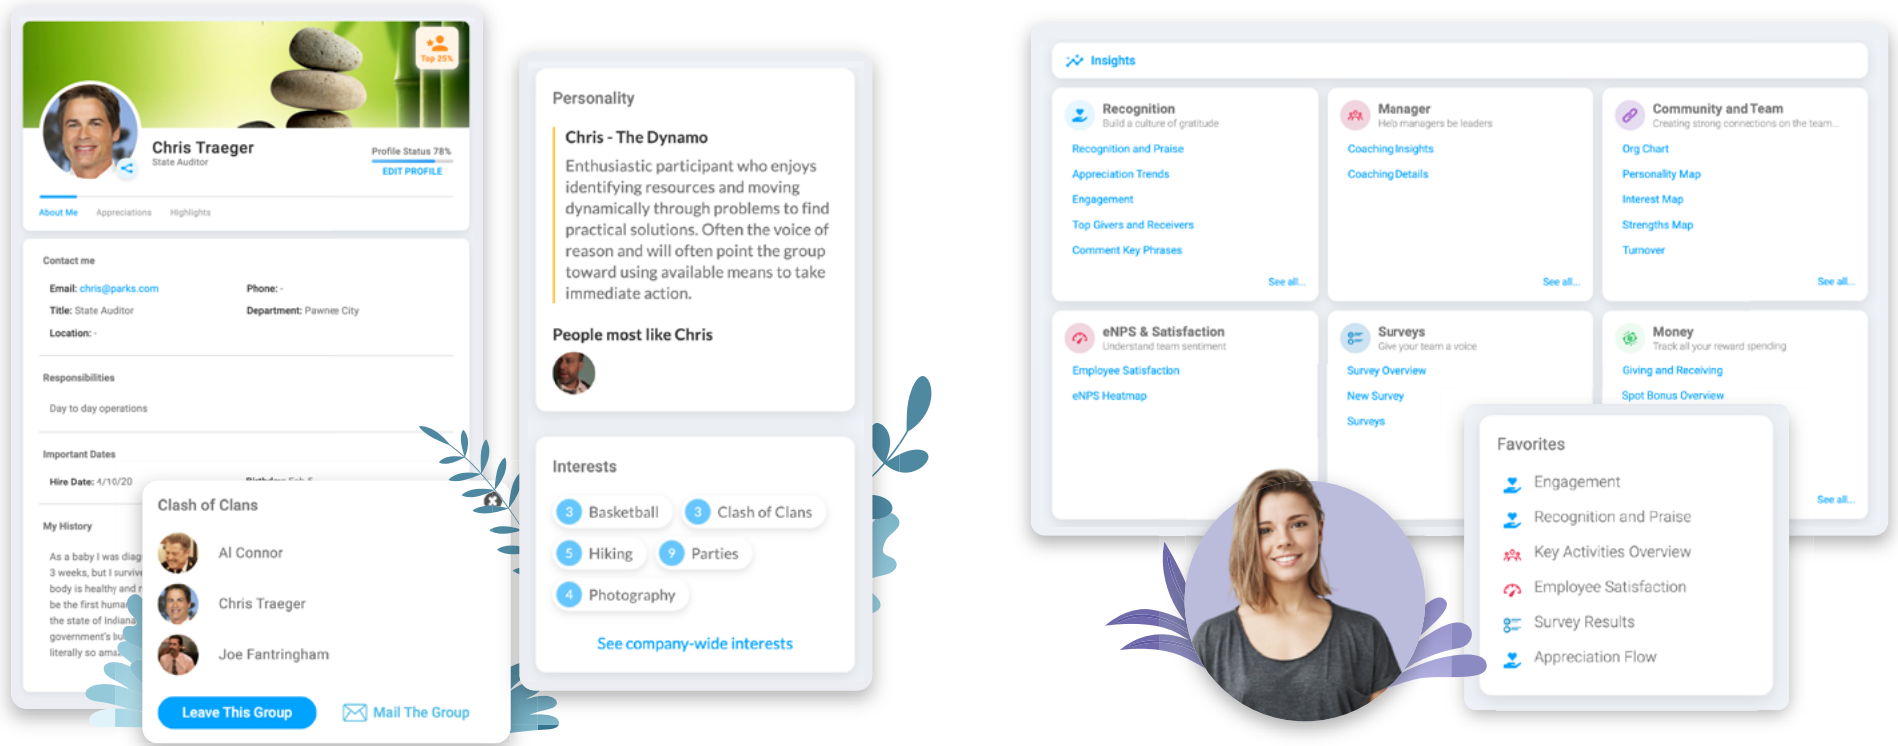 Top 25%
Chris Traeger
State Auditor
Profile Status 78%
EDIT PROFILE
About Me
Appreciations
Highlights
Contact me
Email: chris@parks.com
Phone: -
Title: State Auditor
Department: Pawnee City
Location: -
Responsibilities
Day to day operations
Important Dates
Hire Date: 4/10/20
My History
As a baby I was diag
3 weeks, but I survive
body is healthy and
be the first huma
the state of Indiana
government's bu
literally so ama
Clash of Clans
Al Connor
Chris Traeger
Joe Fantringham
Leave This Group
Mail The Group
Personality
Chris - The Dynamo
Enthusiastic participant who enjoys
identifying resources and moving
dynamically through problems to find
practical solutions. Often the voice of
reason and will often point the group
toward using available means to take
immediate action.
People most like Chris
Interests
3 Basketball
3 Clash of Clans
5 Hiking
9 Parties
4 Photography
See company-wide interests
Insights
Recognition
Build a culture of gratitude
Recognition and Praise
Appreciation Trends
Engagement
Top Givers and Receivers
Comment Key Phrases
See all...
Manager
Help managers be leaders
Coaching Insights
Coaching Details
See all...
Community and Team
Creating strong connections on the team...
Org Chart
Personality Map
Interest Map
Strengths Map
Turnover
See all...
eNPS & Satisfaction
Understand team sentiment
Employee Satisfaction
eNPS Heatmap
Surveys
Give your team a voice
Survey Overview
New Survey
Surveys
Money
Track all your reward spending
Giving and Receiving
Spot Bonus Overview
See all...
Favorites
Engagement
Recognition and Praise
Key Activities Overview
Employee Satisfaction
Survey Results
Appreciation Flow